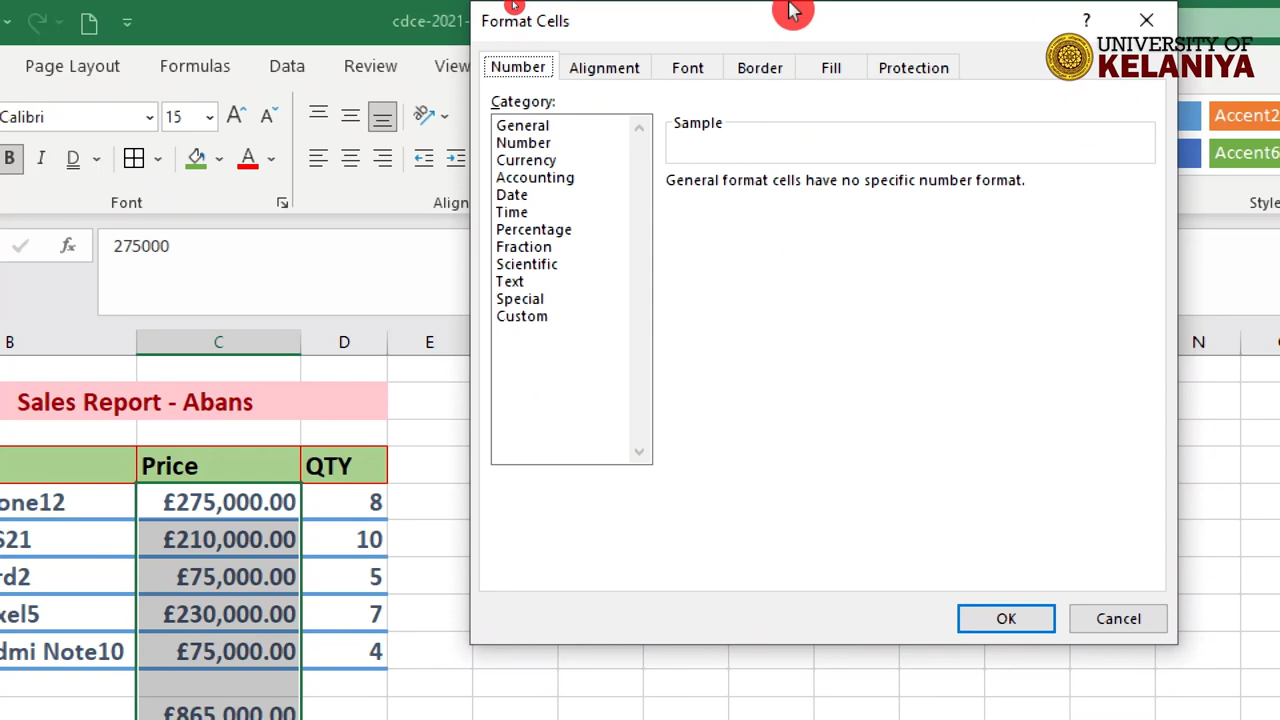 cdce-2021-
Format Cells
?
UNIVERSITY OF
KELANIYA
Page Layout Formulas Data Review View
Number Alignment Font Border Fill Protection
Calibri 15 A A
B I D A
Font Align
Accent2
Accent6
Style
Category:
General
Number
Currency
Accounting
Date
Time
Percentage
Fraction
Scientific
Text
Special
Custom
Sample
General format cells have no specific number format.
OK Cancel
fx 275000
B C D E N
Sales Report - Abans
Price QTY
one12 £275,000.00 8
S21 £210,000.00 10
rd2 £75,000.00 5
xel5 £230,000.00 7
dmi Note10 £75,000.00 4
£865,000.00